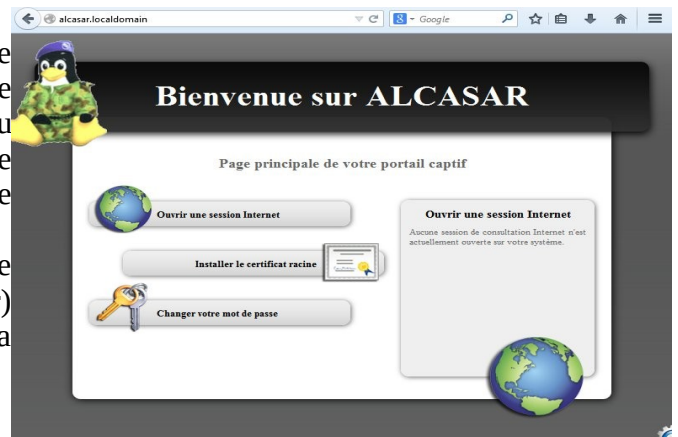 alcasar.localdomain
Google
Bienvenue sur ALCASAR
Page principale de votre portail captif
Ouvrir une session Internet
Installer le certificat racine
Changer votre mot de passe
Ouvrir une session Internet
Aucune session de consultation Internet n'est
actuellement ouverte sur votre système.